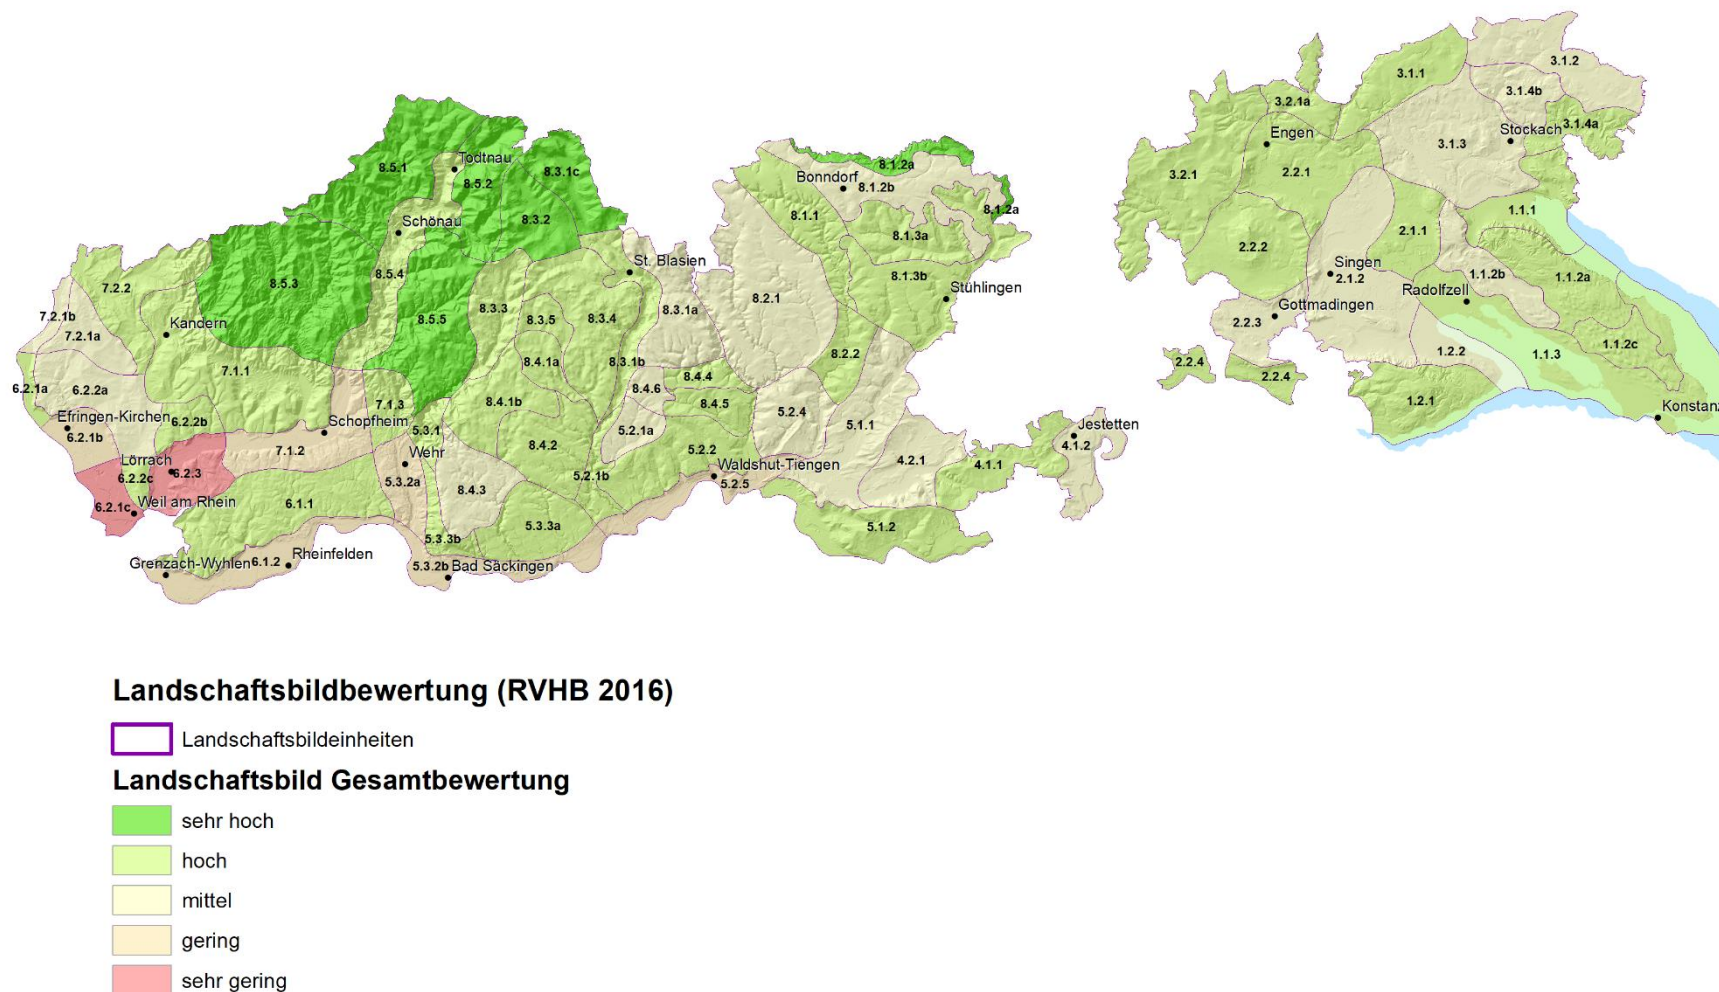 3.1.2
3.1.1
3.1.4b
3.2.1a
3.1.4a
Engen
Stockach
3.1.3
8.5.1
Todtnau
8.1.2a
8.3.1c
8.5.2
Bonndorf
8.1.2b
3.2.1
2.2.1
8.1.2a
1.1.1
8.3.2
Schönau
8.1.1
8.1.3a
2.1.1
2.2.2
7.2.2
8.5.3
8.5.4
St. Blasien
8.1.3b
Singen
2.1.2
1.1.2b
1.1.2a
Radolfzell
Stühlingen
8.2.1
7.2.1b
8.3.3
8.3.5
8.3.4
8.3.1a
Gottmadingen
2.2.3
Kandern
7.2.1a
8.5.5
1.1.2c
1.2.2
1.1.3
8.2.2
8.4.1a
8.3.1b
2.2.4
7.1.1
8.4.4
2.2.4
6.2.1a
6.2.2a
8.4.6
8.4.1b
8.4.5
1.2.1
7.1.3
5.2.4
Konstanz
Efringen-Kirchen
6.2.2b
5.1.1
5.3.1
5.2.1a
Jestetten
6.2.1b
Schopfheim
4.1.2
7.1.2
8.4.2
5.2.2
4.2.1
Lörrach
6.2.3
Wehr
Waldshut-Tiengen
4.1.1
6.2.2c
5.3.2a
5.2.1b
5.2.5
8.4.3
6.2.1c
Weil am Rhein
6.1.1
5.3.3a
5.1.2
5.3.3b
Rheinfelden
Grenzach-Wyhlen
6.1.2
5.3.2b
Bad Säckingen
Landschaftsbildbewertung (RVHB 2016)
Landschaftsbildeinheiten
Landschaftsbild Gesamtbewertung
sehr hoch
hoch
mittel
gering
sehr gering